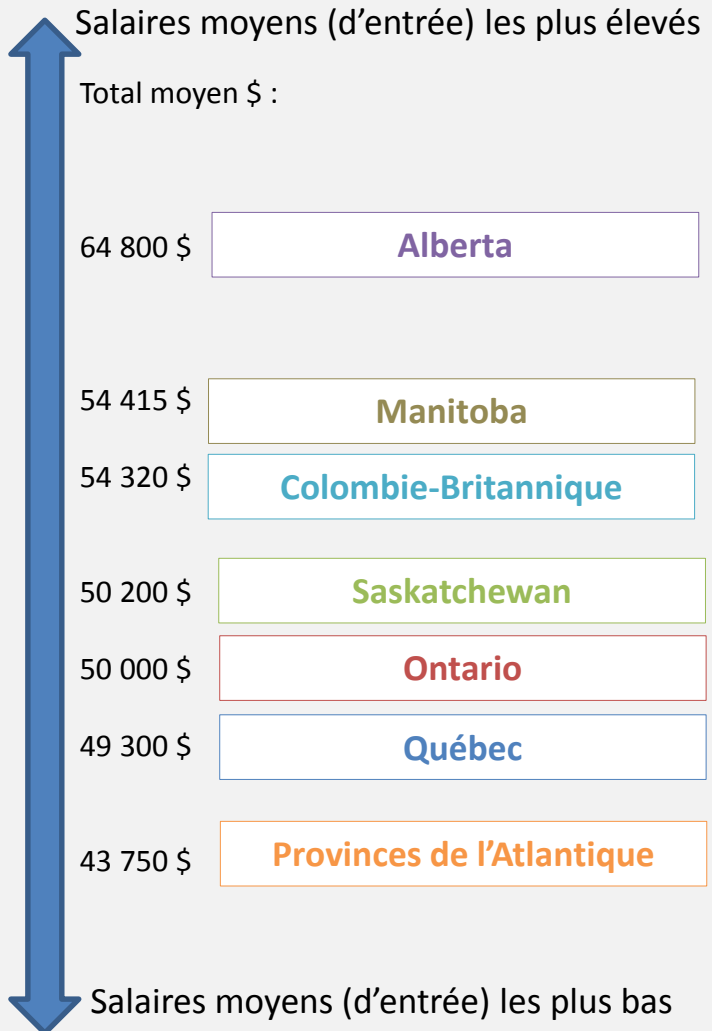 Salaires moyens (d’entrée) les plus élevés
Total moyen $ :
64 800 $ Alberta
54 415 $ Manitoba
54 320 $ Colombie-Britannique
50 200 $ Saskatchewan
50 000 $ Ontario
49 300 $ Québec
43 750 $ Provinces de l’Atlantique
Salaires moyens (d’entrée) les plus bas